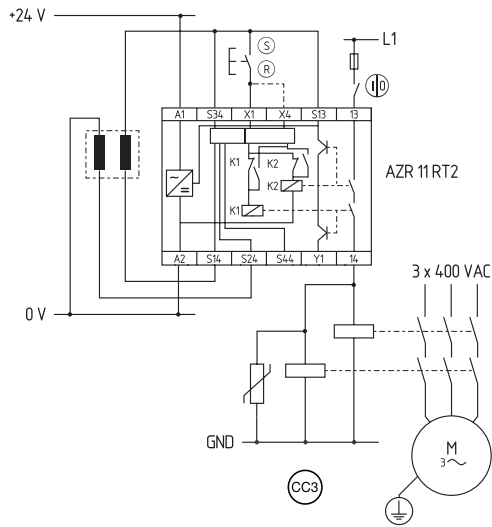 +24 V
S
R
L1
I 0
A1 S34 X1 X4 S13 13
K1 K2
K2
K1
AZR 11 RT2
A2 S14 S24 S44 Y1 14
0 V
3 x 400 VAC
GND
CC3
M
3~